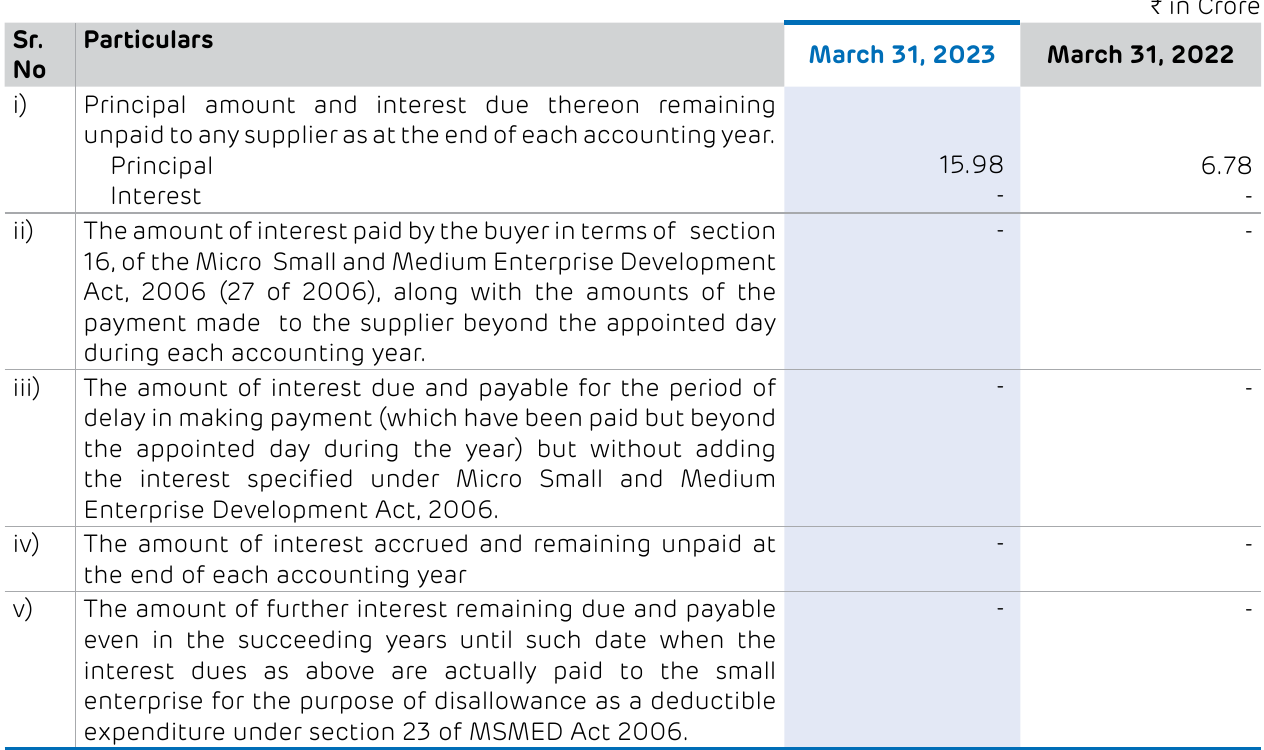 ₹ in Crore
Sr. No Particulars March 31, 2023 March 31, 2022
i) Principal amount and interest due thereon remaining
unpaid to any supplier as at the end of each accounting year.
Principal 15.98 6.78
Interest - -
ii) The amount of interest paid by the buyer in terms of section - -
16, of the Micro Small and Medium Enterprise Development
Act, 2006 (27 of 2006), along with the amounts of the
payment made to the supplier beyond the appointed day
during each accounting year.
iii) The amount of interest due and payable for the period of - -
delay in making payment (which have been paid but beyond
the appointed day during the year) but without adding
the interest specified under Micro Small and Medium
Enterprise Development Act, 2006.
iv) The amount of interest accrued and remaining unpaid at - -
the end of each accounting year
v) The amount of further interest remaining due and payable - -
even in the succeeding years until such date when the
interest dues as above are actually paid to the small
enterprise for the purpose of disallowance as a deductible
expenditure under section 23 of MSMED Act 2006.